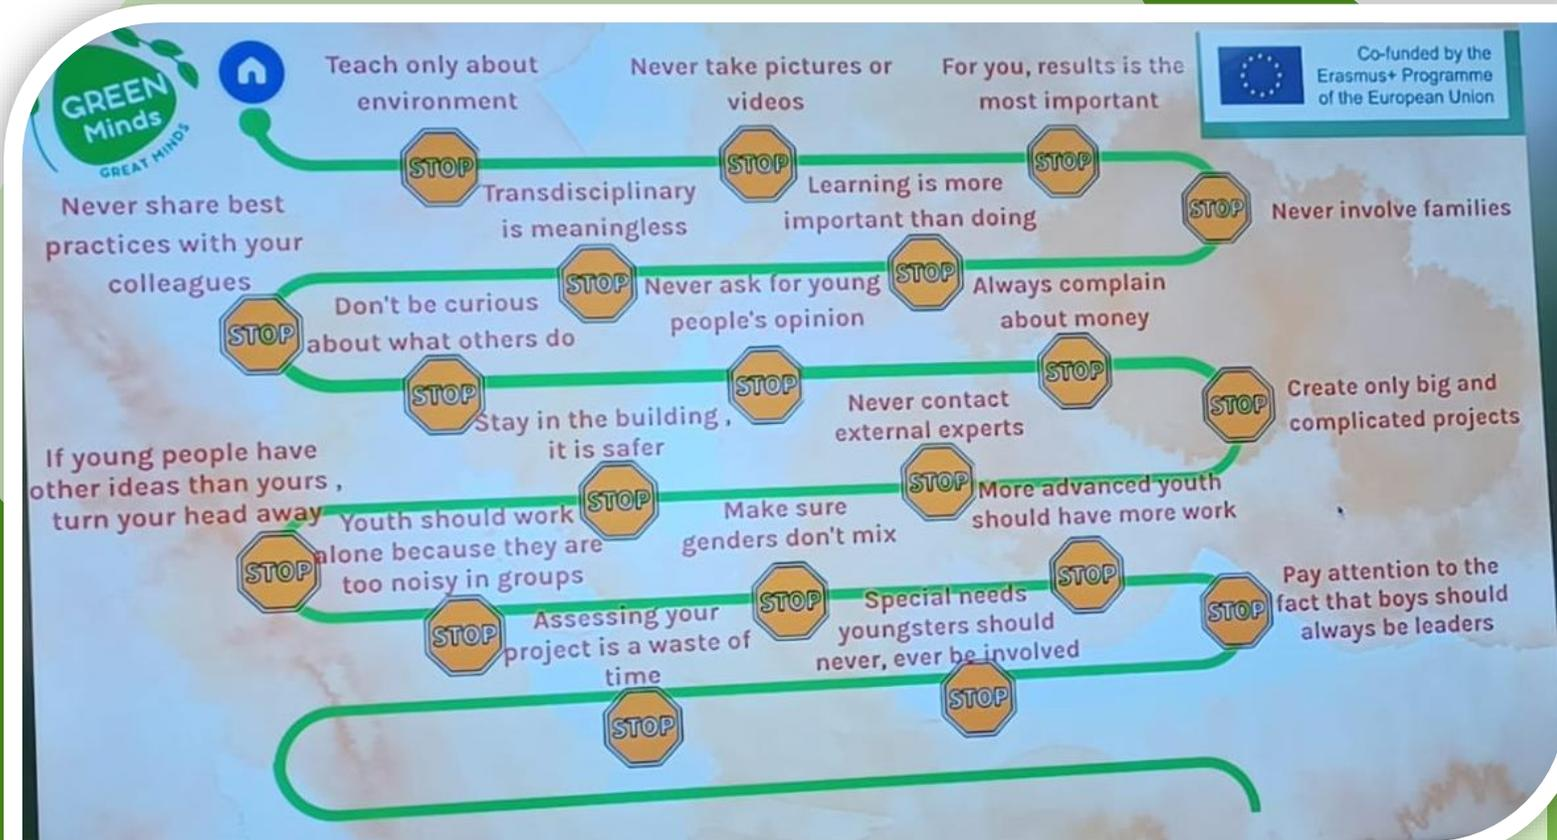 GREEN
Minds
GREAT MINDS
Co-funded by the
Erasmus+ Programme
of the European Union
Teach only about
environment
STOP
Never take pictures or
videos
STOP
For you, results is the
most important
STOP
Never involve families
STOP
Learning is more
important than doing
STOP
Transdisciplinary
is meaningless
STOP
Never share best
practices with your
colleagues
STOP
Don't be curious
about what others do
STOP
Never ask for young
people's opinion
STOP
Always complain
about money
STOP
Create only big and
complicated projects
STOP
Never contact
external experts
STOP
Stay in the building ,
it is safer
STOP
If young people have
other ideas than yours ,
turn your head away
STOP
Youth should work
alone because they are
too noisy in groups
STOP
Make sure
genders don't mix
STOP
More advanced youth
should have more work
STOP
Pay attention to the
fact that boys should
always be leaders
STOP
Special needs
youngsters should
never, ever be involved
STOP
Assessing your
project is a waste of
time
STOP